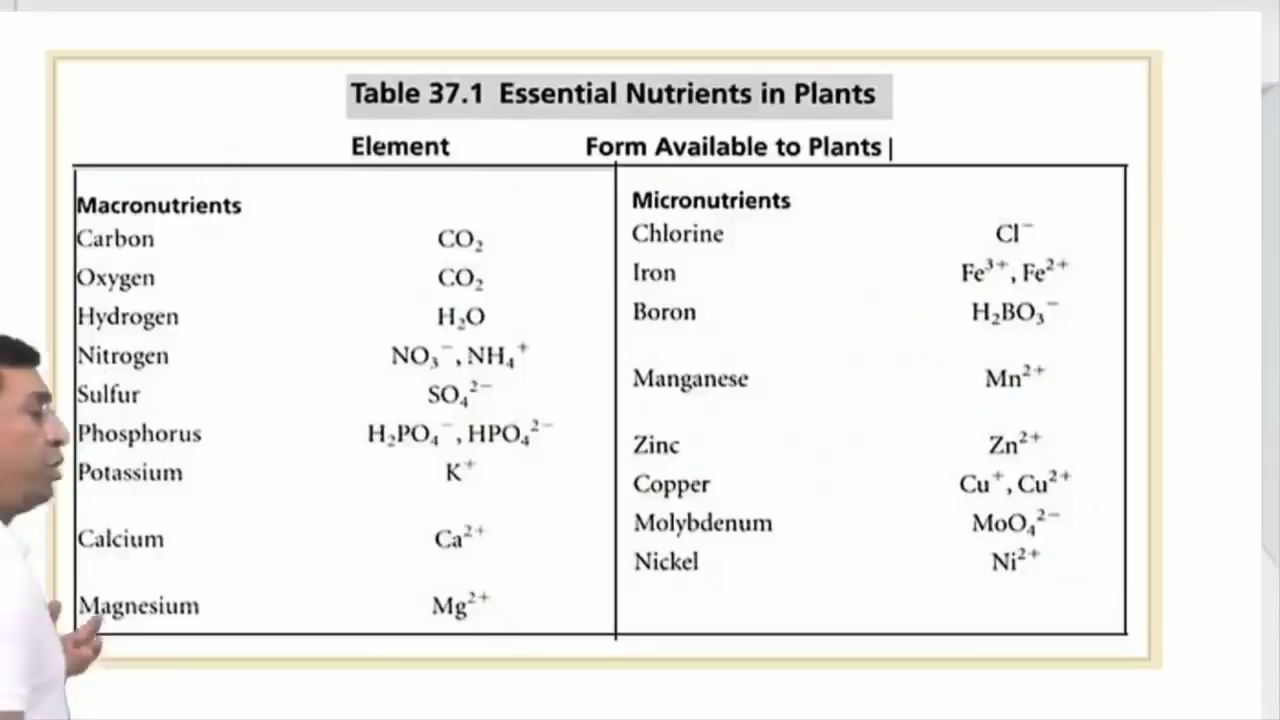 Table 37.1 Essential Nutrients in Plants
Element Form Available to Plants
Macronutrients
Carbon CO₂
Oxygen CO₂
Hydrogen H₂O
Nitrogen NO₃⁻, NH₄⁺
Sulfur SO₄²⁻
Phosphorus H₂PO₄⁻, HPO₄²⁻
Potassium K⁺
Calcium Ca²⁺
Magnesium Mg²⁺
Micronutrients
Chlorine Cl⁻
Iron Fe³⁺, Fe²⁺
Boron H₂BO₃⁻
Manganese Mn²⁺
Zinc Zn²⁺
Copper Cu⁺, Cu²⁺
Molybdenum MoO₄²⁻
Nickel Ni²⁺